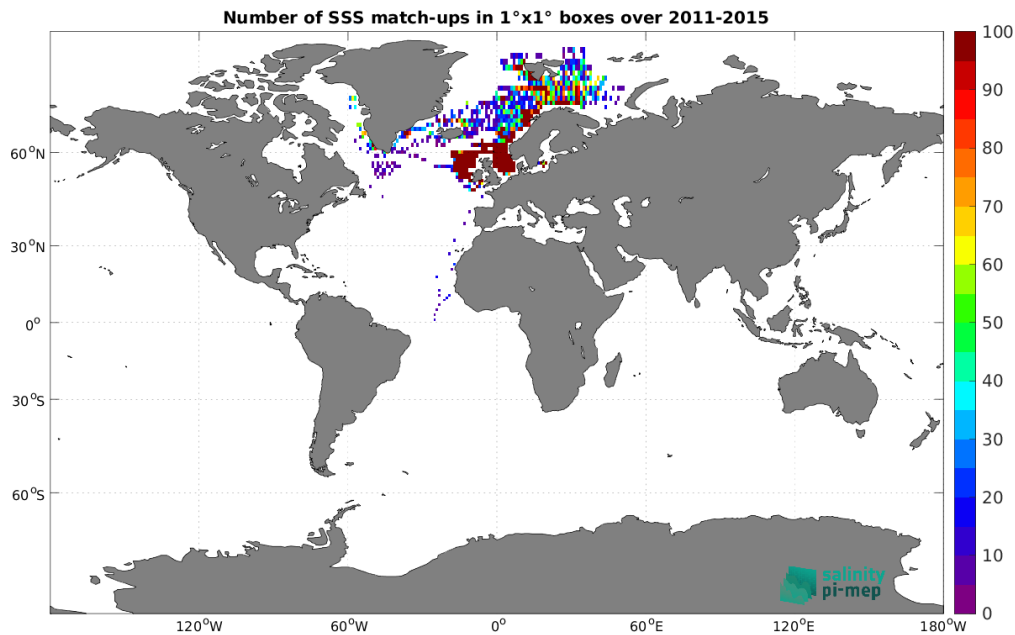 Number of SSS match-ups in 1°x1° boxes over 2011-2015
100
90
80
60°N
70
30°N
60
50
0°
40
30°S
30
60°S
20
10
salinity
pi-mep
0
120°W 60°W 0° 60°E 120°E 180°W